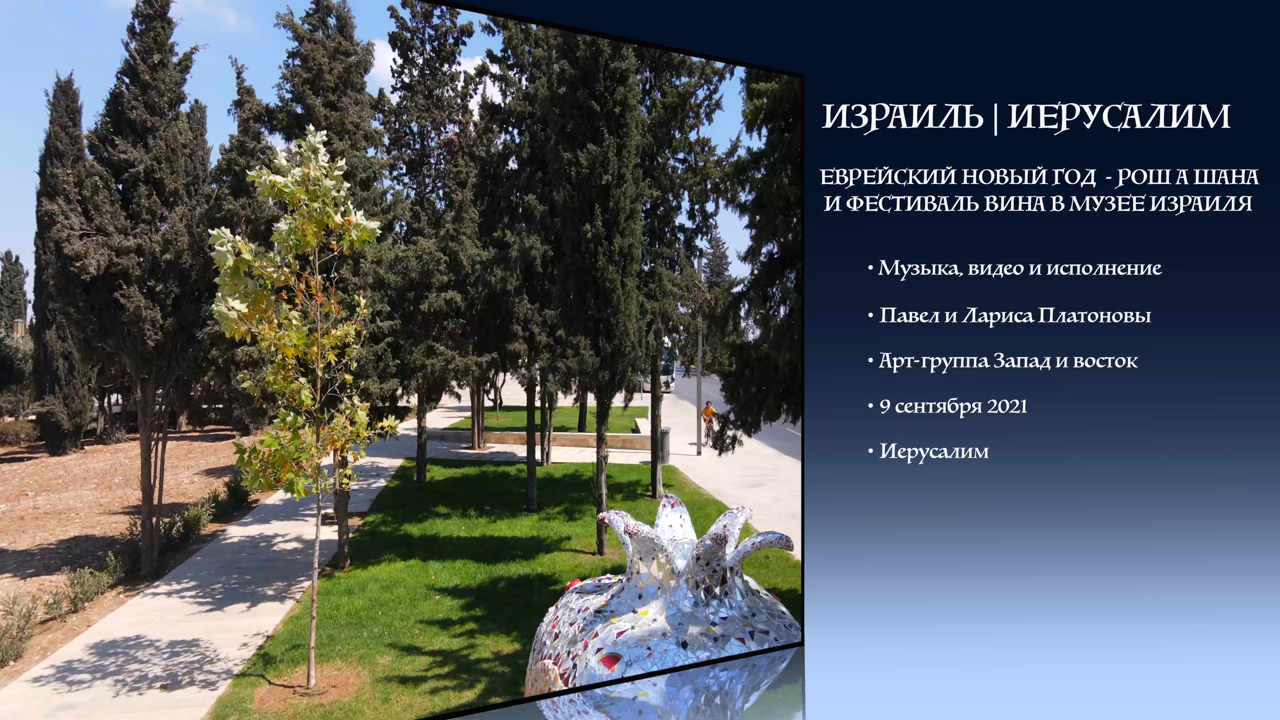 ИЗРАИЛЬ | ИЕРУСАЛИМ
ЕВРЕЙСКИЙ НОВЫЙ ГОД - РОШ А ШАНА
И ФЕСТИВАЛЬ ВИНА В МУЗЕЕ ИЗРАИЛЯ
• Музыка, видео и исполнение
• Павел и Лариса Платоновы
• Арт-группа Запад и восток
• 9 сентября 2021
• Иерусалим